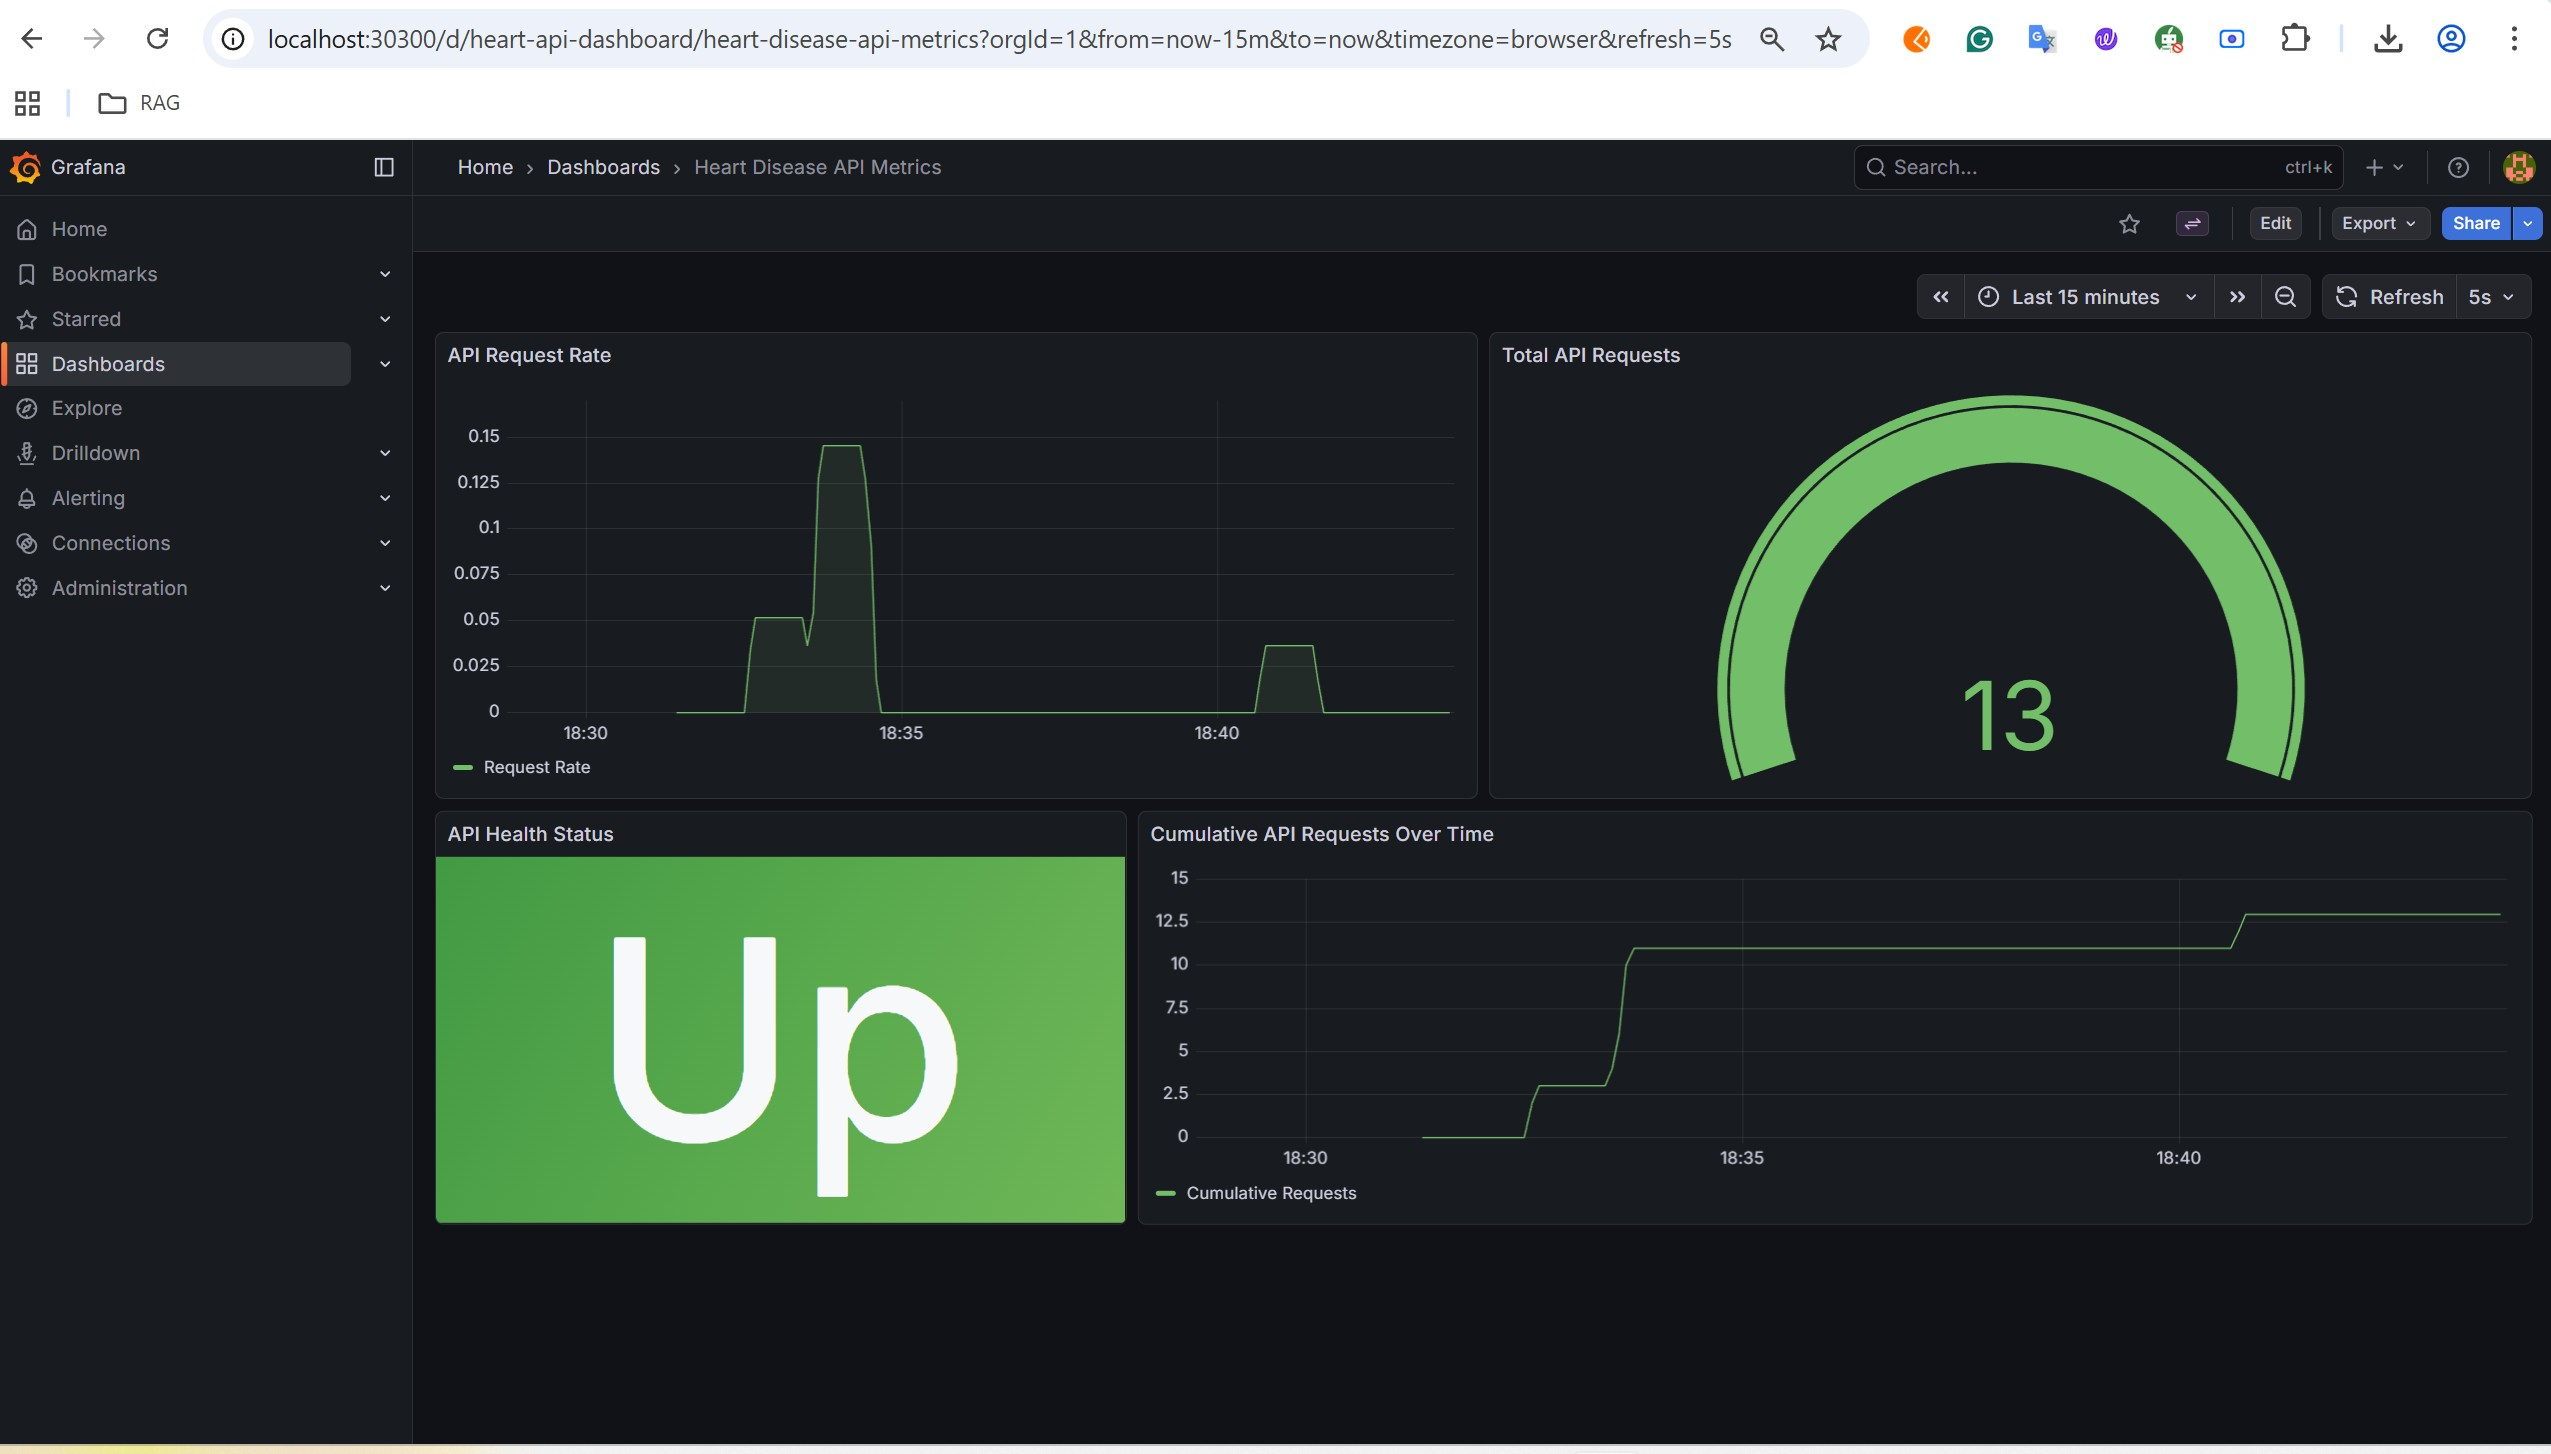 localhost:30300/d/heart-api-dashboard/heart-disease-api-metrics?orgId=1&from=now-15m&to=now&timezone=browser&refresh=5s
RAG
Grafana
Home › Dashboards › Heart Disease API Metrics
Search... ctrl+k
Edit Export Share
Home
Bookmarks
Starred
Dashboards
Explore
Drilldown
Alerting
Connections
Administration
Last 15 minutes Refresh 5s
API Request Rate
0.15
0.125
0.1
0.075
0.05
0.025
0
18:30 18:35 18:40
Request Rate
Total API Requests
13
API Health Status
Up
Cumulative API Requests Over Time
15
12.5
10
7.5
5
2.5
0
18:30 18:35 18:40
Cumulative Requests